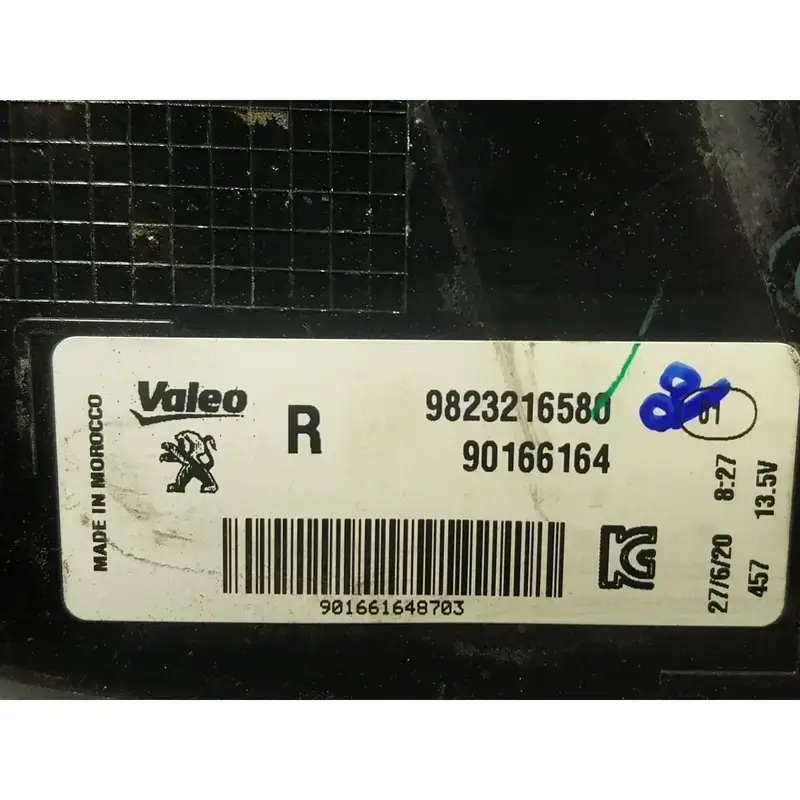 Valeo
R
9823216580
90166164
01
MADE IN MOROCCO
901661648703
27/6/20 8:27
457 13.5V